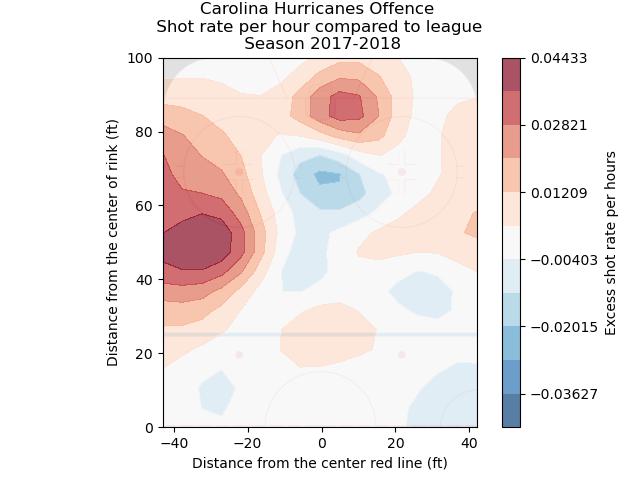 Carolina Hurricanes Offence
Shot rate per hour compared to league
Season 2017-2018
100
80
60
40
20
0
−40
−20
0
20
40
Distance from the center red line (ft)
Distance from the center of rink (ft)
0.04433
0.02821
0.01209
−0.00403
−0.02015
−0.03627
Excess shot rate per hours